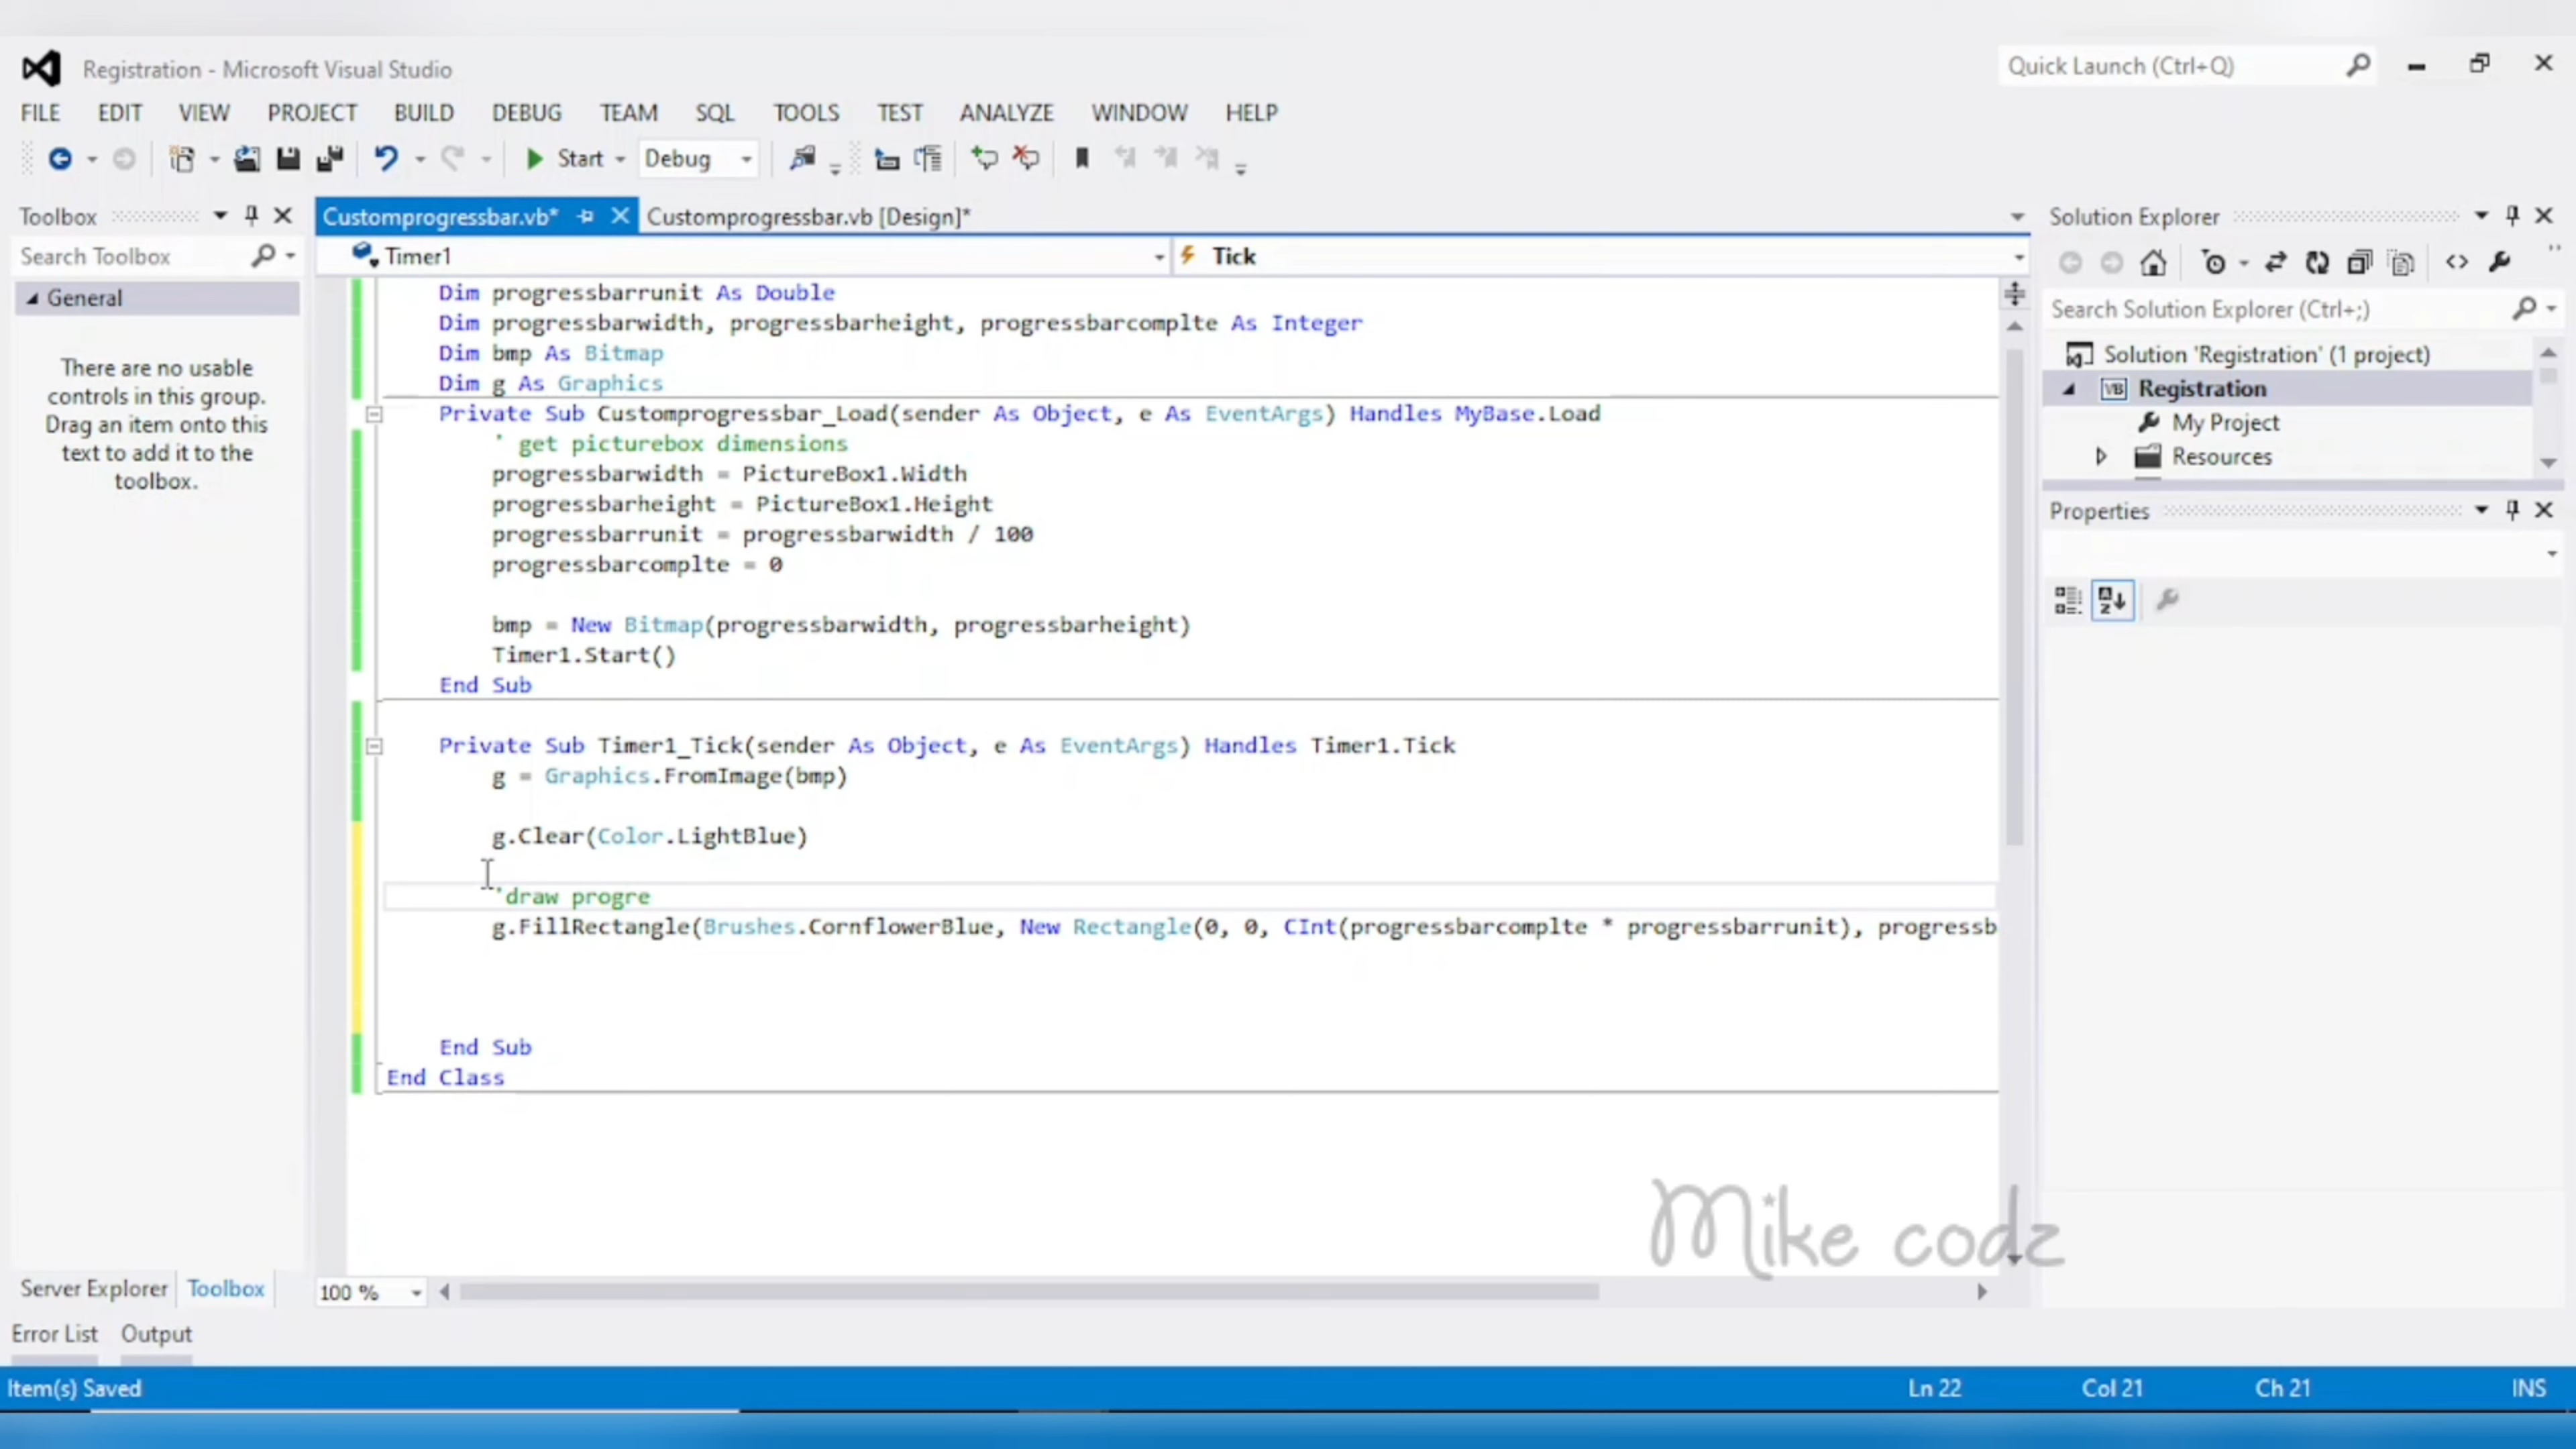 Registration - Microsoft Visual Studio
Quick Launch (Ctrl+Q)
FILE EDIT VIEW PROJECT BUILD DEBUG TEAM SQL TOOLS TEST ANALYZE WINDOW HELP
Start Debug
Toolbox
Customprogressbar.vb* Customprogressbar.vb [Design]*
Solution Explorer
Search Toolbox
Timer1
Tick
General
There are no usable
controls in this group.
Drag an item onto this
text to add it to the
toolbox.
Dim progressbarrunit As Double
Dim progressbarwidth, progressbarheight, progressbarcomplte As Integer
Dim bmp As Bitmap
Dim g As Graphics
Private Sub Customprogressbar_Load(sender As Object, e As EventArgs) Handles MyBase.Load
' get picturebox dimensions
progressbarwidth = PictureBox1.Width
progressbarheight = PictureBox1.Height
progressbarrunit = progressbarwidth / 100
progressbarcomplte = 0
bmp = New Bitmap(progressbarwidth, progressbarheight)
Timer1.Start()
End Sub
Private Sub Timer1_Tick(sender As Object, e As EventArgs) Handles Timer1.Tick
g = Graphics.FromImage(bmp)
g.Clear(Color.LightBlue)
'draw progre
g.FillRectangle(Brushes.CornflowerBlue, New Rectangle(0, 0, CInt(progressbarcomplte * progressbarrunit), progressb
End Sub
End Class
Search Solution Explorer (Ctrl+;)
Solution 'Registration' (1 project)
VB Registration
My Project
Resources
Properties
Mike codz
Server Explorer Toolbox
100 %
Error List Output
Item(s) Saved
Ln 22 Col 21 Ch 21 INS